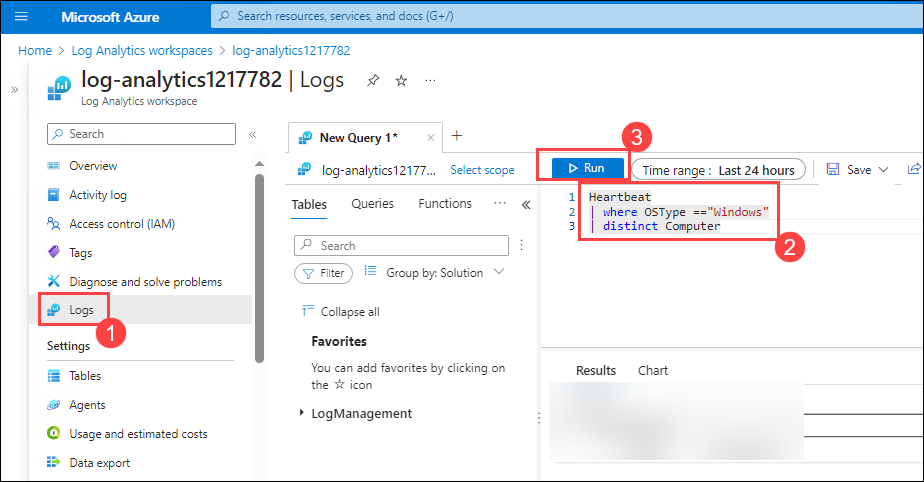 Microsoft Azure
Search resources, services, and docs (G+/)
Home > Log Analytics workspaces > log-analytics1217782 >
log-analytics1217782 | Logs
Log Analytics workspace
Search
Overview
Activity log
Access control (IAM)
Tags
Diagnose and solve problems
Logs
1
Settings
Tables
Agents
Usage and estimated costs
Data export
New Query 1*
log-analytics12177... Select scope
3
Run
Time range : Last 24 hours
Save
Tables Queries Functions ...
Search
Filter Group by: Solution
Collapse all
Favorites
You can add favorites by clicking on
the ☆ icon
LogManagement
1 Heartbeat
2 | where OSType =="Windows"
3 | distinct Computer
2
Results Chart